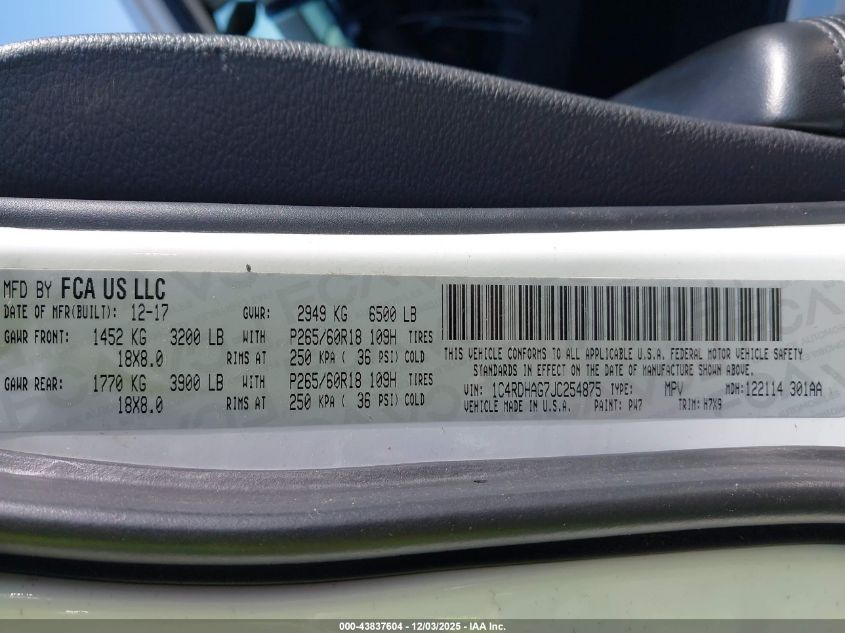 MFD BY FCA US LLC
DATE OF MFR(BUILT): 12-17 GVWR: 2949 KG 6500 LB
GAWR FRONT: 1452 KG 3200 LB WITH P265/60R18 109H TIRES
18X8.0 RIMS AT 250 KPA ( 36 PSI) COLD
GAWR REAR: 1770 KG 3900 LB WITH P265/60R18 109H TIRES
18X8.0 RIMS AT 250 KPA ( 36 PSI) COLD
THIS VEHICLE CONFORMS TO ALL APPLICABLE U.S.A. FEDERAL MOTOR VEHICLE SAFETY
STANDARDS IN EFFECT ON THE DATE OF MANUFACTURE SHOWN ABOVE.
VIN: 1C4RDHAG7JC254875 TYPE: MPV MDH: 122114 301AA
VEHICLE MADE IN U.S.A. PAINT: PW7 TRIM: H7X9
000-43837604 - 12/03/2025 - IAA Inc.